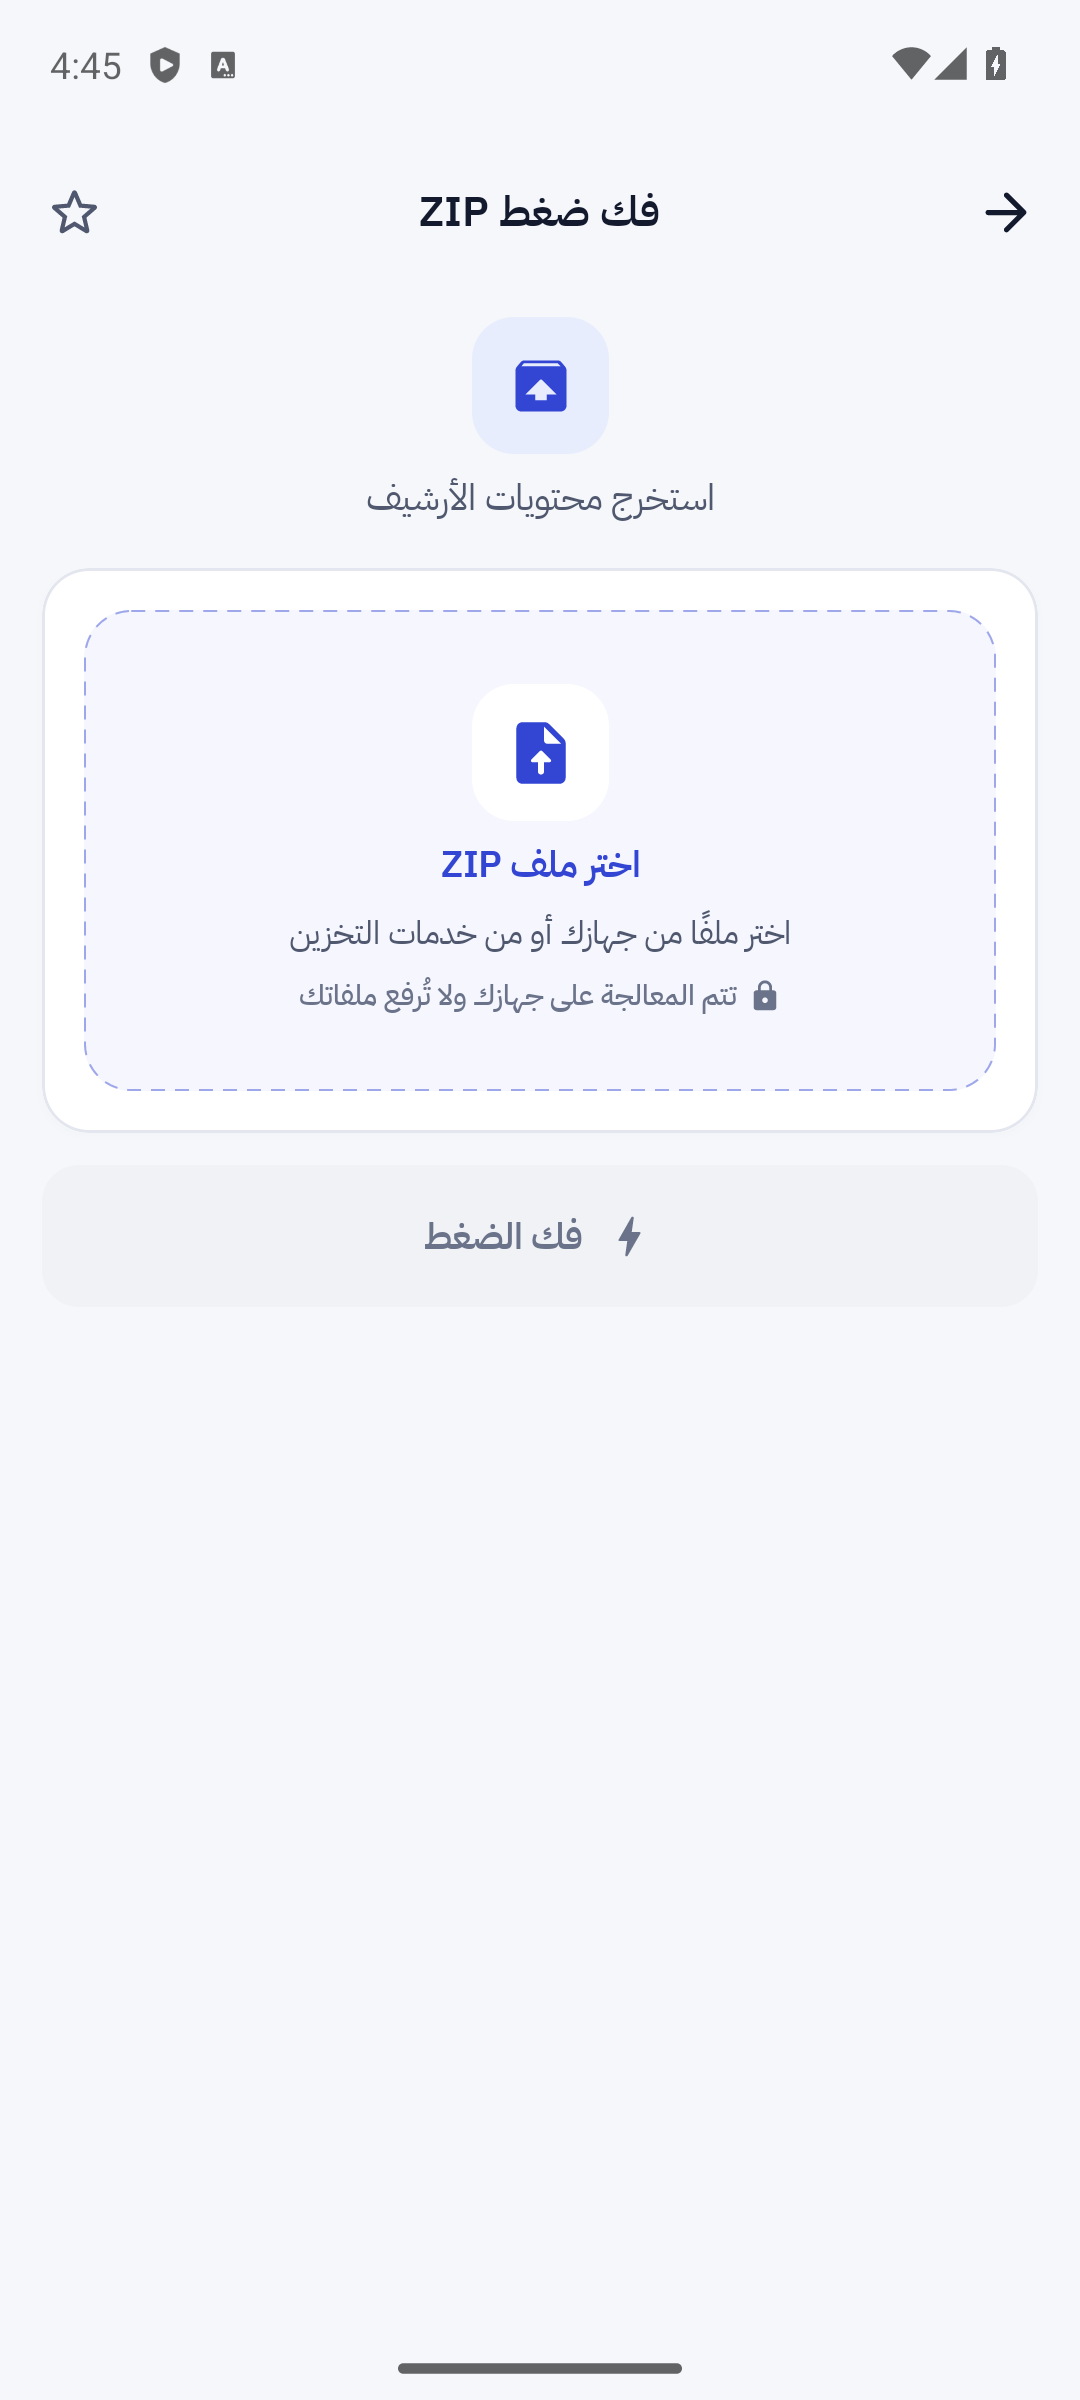 4:45
فك ضغط ZIP
استخرج محتويات الأرشيف
اختر ملف ZIP
اختر ملفًا من جهازك أو من خدمات التخزين
تتم المعالجة على جهازك ولا تُرفع ملفاتك
فك الضغط